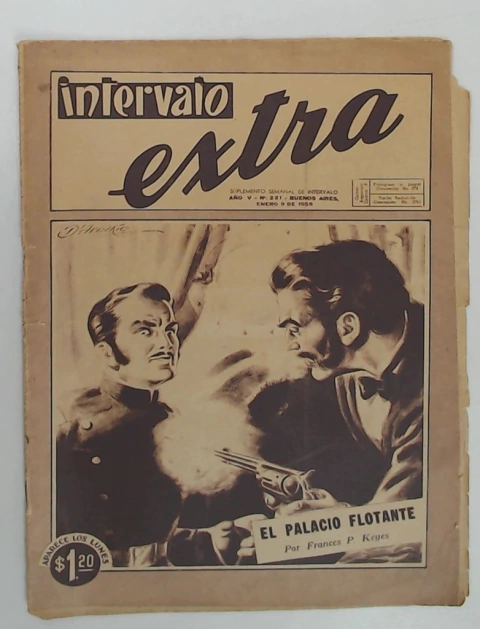 intervalo
extra
SUPLEMENTO SEMANAL DE INTERVALO
AÑO V - Nº 221 - BUENOS AIRES,
ENERO 9 DE 1956
EL PALACIO FLOTANTE
Por Frances P. Keyes
APARECE LOS LUNES
$1.20